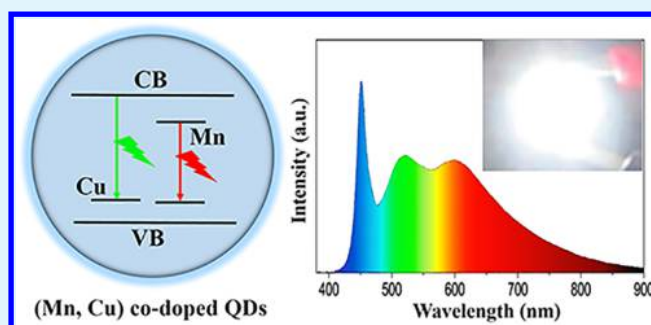 CB
Mn
Cu
VB
(Mn, Cu) co-doped QDs
Intensity (a.u.)
400 500 600 700 800 900
Wavelength (nm)